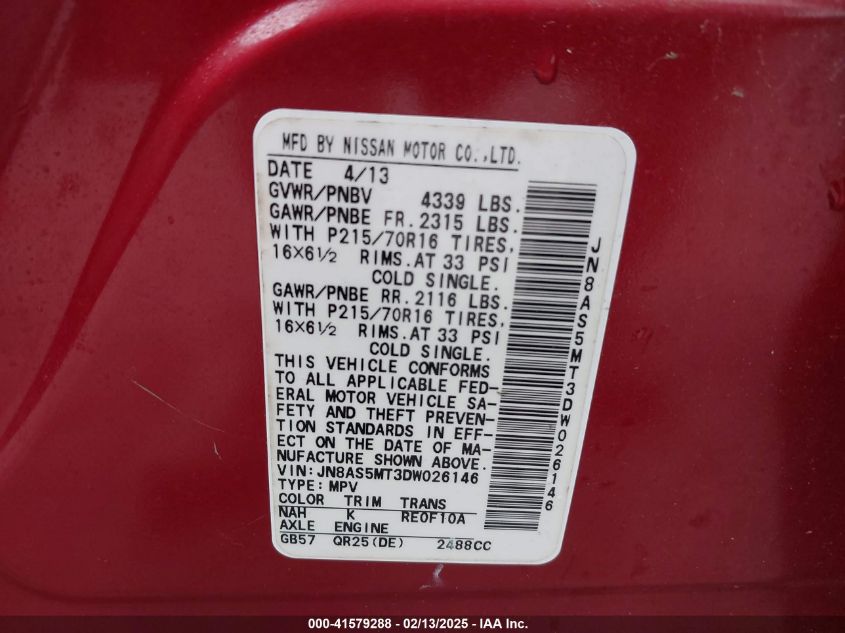 MFD BY NISSAN MOTOR CO.,LTD.
DATE 4/13
GVWR/PNBV 4339 LBS.
GAWR/PNBE FR. 2315 LBS.
WITH P215/70R16 TIRES,
16×6½ RIMS. AT 33 PSI
COLD SINGLE.
GAWR/PNBE RR. 2116 LBS.
WITH P215/70R16 TIRES,
16×6½ RIMS. AT 33 PSI
COLD SINGLE.
THIS VEHICLE CONFORMS
TO ALL APPLICABLE FED-
ERAL MOTOR VEHICLE SA-
FETY AND THEFT PREVEN-
TION STANDARDS IN EFF-
ECT ON THE DATE OF MA-
NUFACTURE SHOWN ABOVE.
VIN:JN8AS5MT3DW026146
TYPE:MPV
COLOR TRIM TRANS
NAH K RE0F10A
AXLE ENGINE
GB57 QR25(DE) 2488CC
JN8AS5MT3DW026146
000-41579288 - 02/13/2025 - IAA Inc.